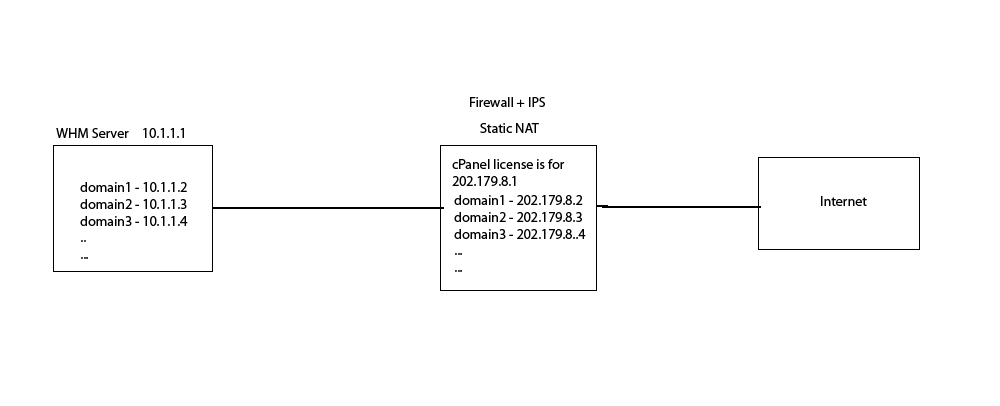 Firewall + IPS
Static NAT
WHM Server 10.1.1.1
domain1 - 10.1.1.2
domain2 - 10.1.1.3
domain3 - 10.1.1.4
..
...
cPanel license is for
202.179.8.1
domain1 - 202.179.8.2
domain2 - 202.179.8.3
domain3 - 202.179.8..4
...
...
Internet